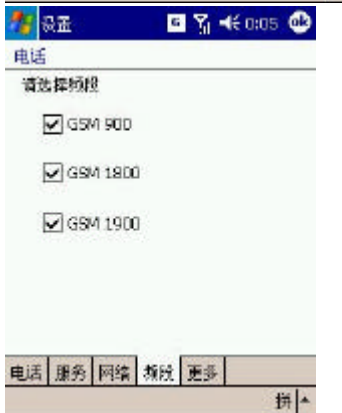 设置 G 0:05 ok
电话
请选择频段
GSM 900
GSM 1800
GSM 1900
电话 服务 网络 频段 更多
拼